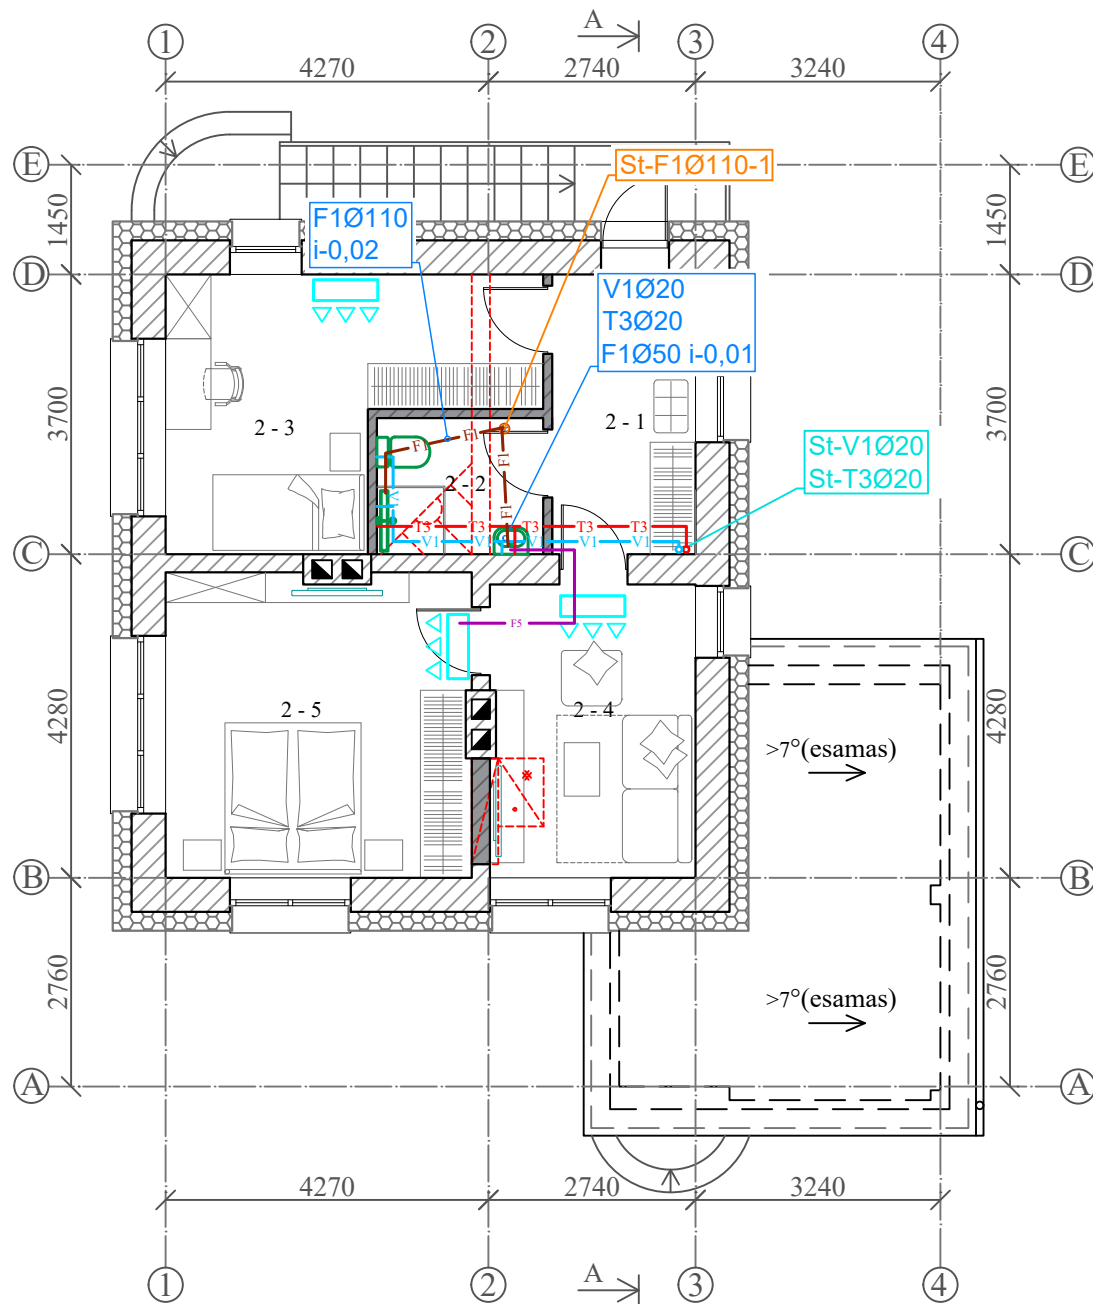 A
1
2
3
4
4270
2740
3240
E
E
St-F1Ø110-1
1450
1450
F1Ø110
i-0,02
D
D
V1Ø20
T3Ø20
F1Ø50 i-0,01
3700
3700
2 - 3
2 - 1
F1
F1
F1
St-V1Ø20
St-T3Ø20
2 - 2
V1
F1
T3
T3
T3
T3
T3
V1
V1
V1
V1
V1
C
C
F5
4280
4280
2 - 5
2 - 4
>7°(esamas)
B
B
2760
2760
>7°(esamas)
A
A
4270
2740
3240
A
1
2
3
4